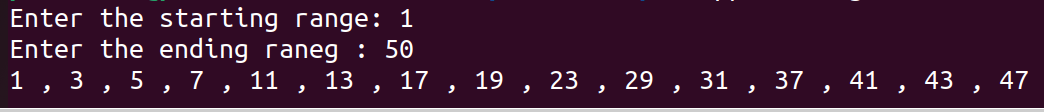 Enter the starting range: 1
Enter the ending raneg : 50
1 , 3 , 5 , 7 , 11 , 13 , 17 , 19 , 23 , 29 , 31 , 37 , 41 , 43 , 47